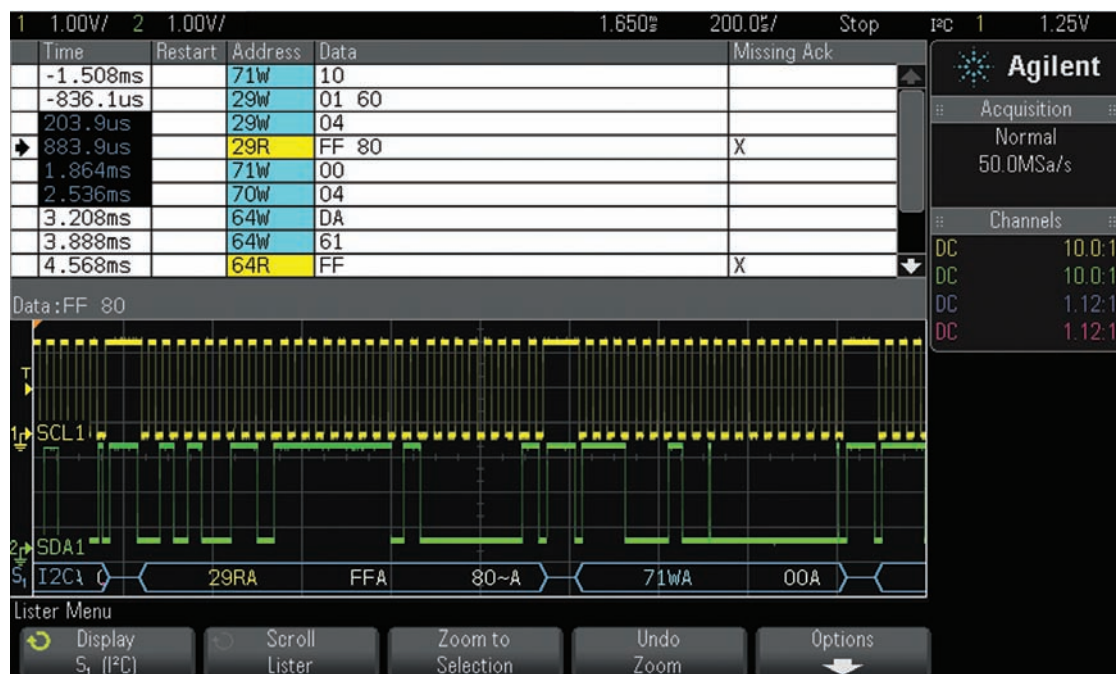 1 1.00V/ 2 1.00V/ 1.650ms 200.0s/ Stop I²C 1 1.25V
Time Restart Address Data Missing Ack
-1.508ms 71W 10
-836.1us 29W 01 60
203.9us 29W 04
883.9us 29R FF 80 X
1.864ms 71W 00
2.536ms 70W 04
3.208ms 64W DA
3.888ms 64W 61
4.568ms 64R FF X
Agilent
Acquisition
Normal
50.0MSa/s
Channels
DC 10.0:1
DC 10.0:1
DC 1.12:1
DC 1.12:1
Data:FF 80
T
1 SCL1
2 SDA1
S₁ I2C1 29RA FFA 80~A 71WA 00A
Lister Menu
Display
S₁ (I²C)
Scroll
Lister
Zoom to
Selection
Undo
Zoom
Options